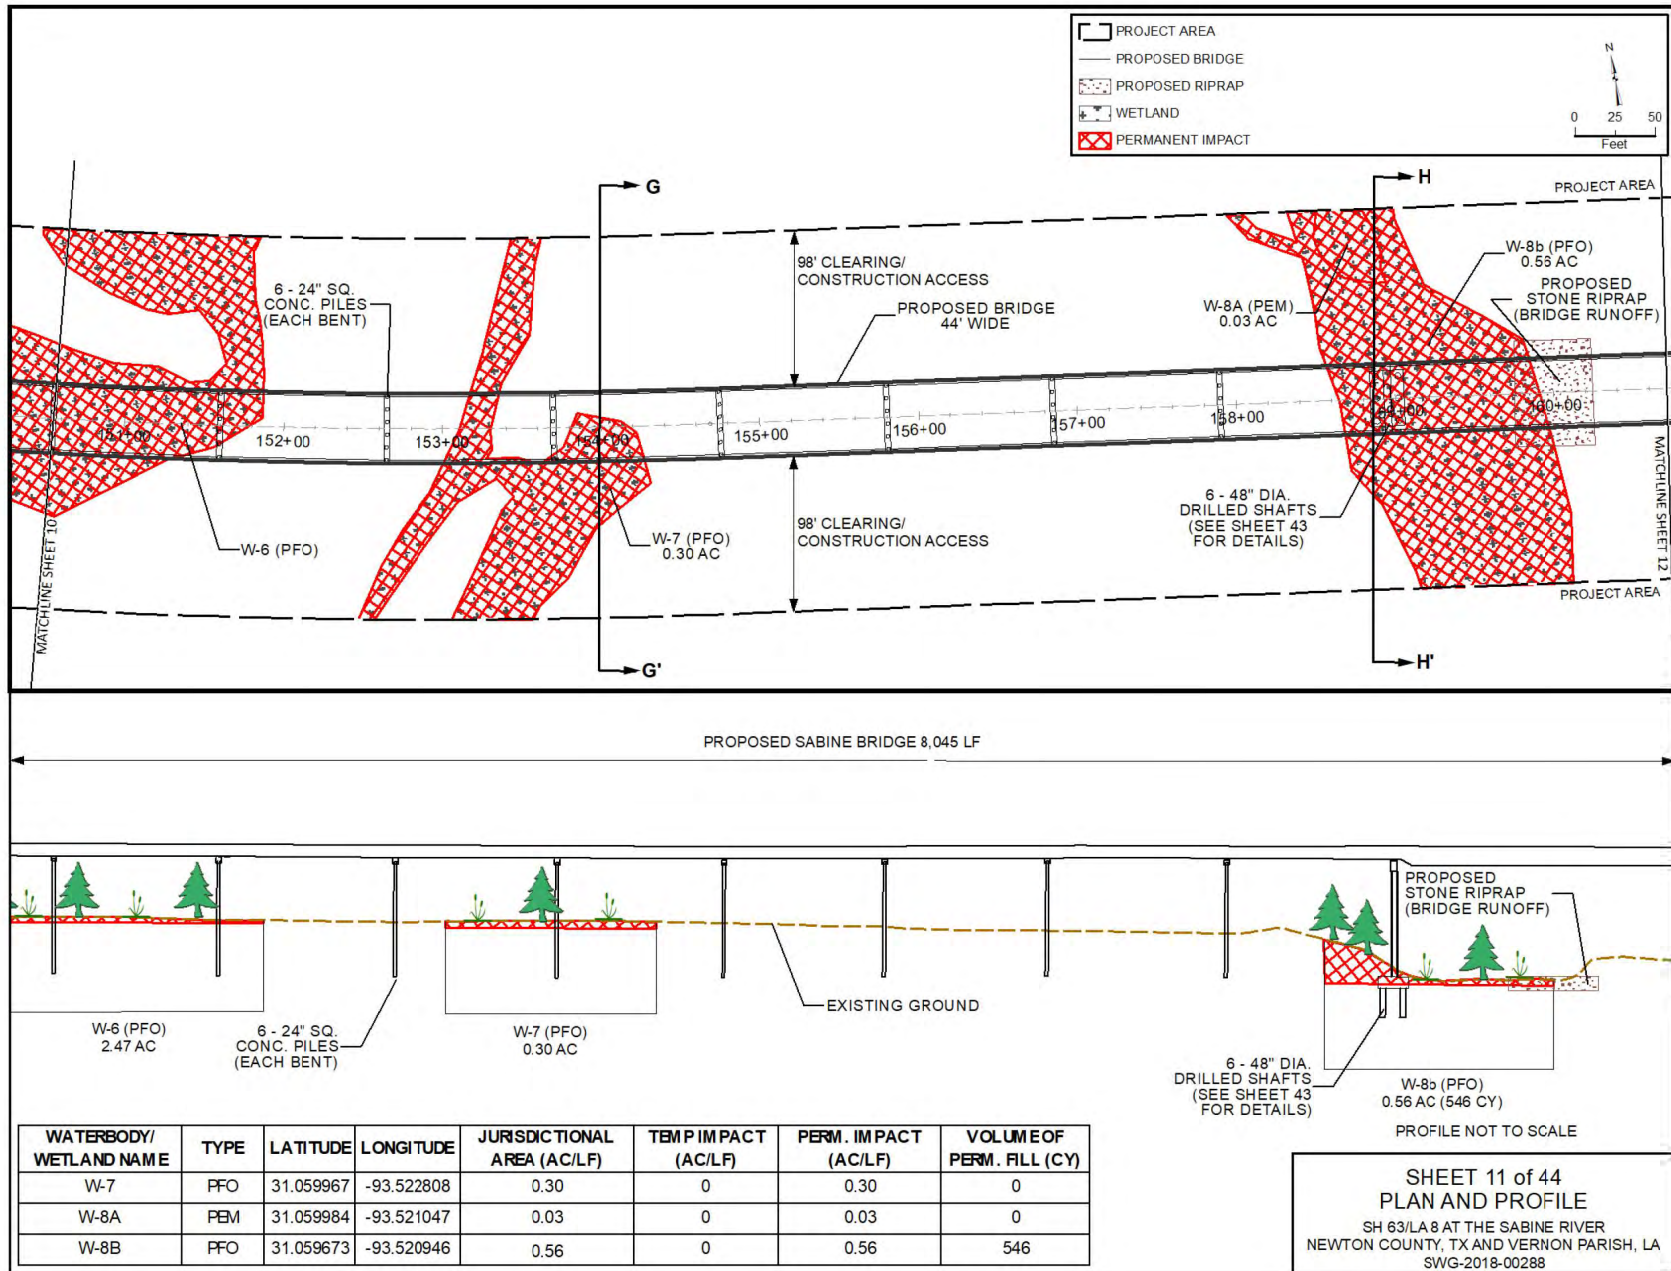 PROJECT AREA
PROPOSED BRIDGE
PROPOSED RIPRAP
WETLAND
PERMANENT IMPACT
N
0 25 50
Feet
G
H
PROJECT AREA
6 - 24" SQ.
CONC. PILES
(EACH BENT)
98' CLEARING/
CONSTRUCTION ACCESS
PROPOSED BRIDGE
44' WIDE
W-8A (PEM)
0.03 AC
W-8b (PFO)
0.56 AC
PROPOSED
STONE RIPRAP
(BRIDGE RUNOFF)
151+00
152+00
153+00
154+00
155+00
156+00
157+00
158+00
159+00
160+00
MATCHLINE SHEET 10
W-6 (PFO)
W-7 (PFO)
0.30 AC
98' CLEARING/
CONSTRUCTION ACCESS
6 - 48" DIA.
DRILLED SHAFTS
(SEE SHEET 43
FOR DETAILS)
MATCHLINE SHEET 12
PROJECT AREA
G'
H'
PROPOSED SABINE BRIDGE 8,045 LF
PROPOSED
STONE RIPRAP
(BRIDGE RUNOFF)
EXISTING GROUND
W-6 (PFO)
2.47 AC
6 - 24" SQ.
CONC. PILES
(EACH BENT)
W-7 (PFO)
0.30 AC
6 - 48" DIA.
DRILLED SHAFTS
(SEE SHEET 43
FOR DETAILS)
W-8b (PFO)
0.56 AC (546 CY)
PROFILE NOT TO SCALE
WATERBODY/ WETLAND NAME TYPE LATITUDE LONGITUDE JURISDICTIONAL AREA (AC/LF) TEMP IMPACT (AC/LF) PERM. IMPACT (AC/LF) VOLUME OF PERM. FILL (CY)
W-7 PFO 31.059967 -93.522808 0.30 0 0.30 0
W-8A PEM 31.059984 -93.521047 0.03 0 0.03 0
W-8B PFO 31.059673 -93.520946 0.56 0 0.56 546
SHEET 11 of 44
PLAN AND PROFILE
SH 63/LA 8 AT THE SABINE RIVER
NEWTON COUNTY, TX AND VERNON PARISH, LA
SWG-2018-00288